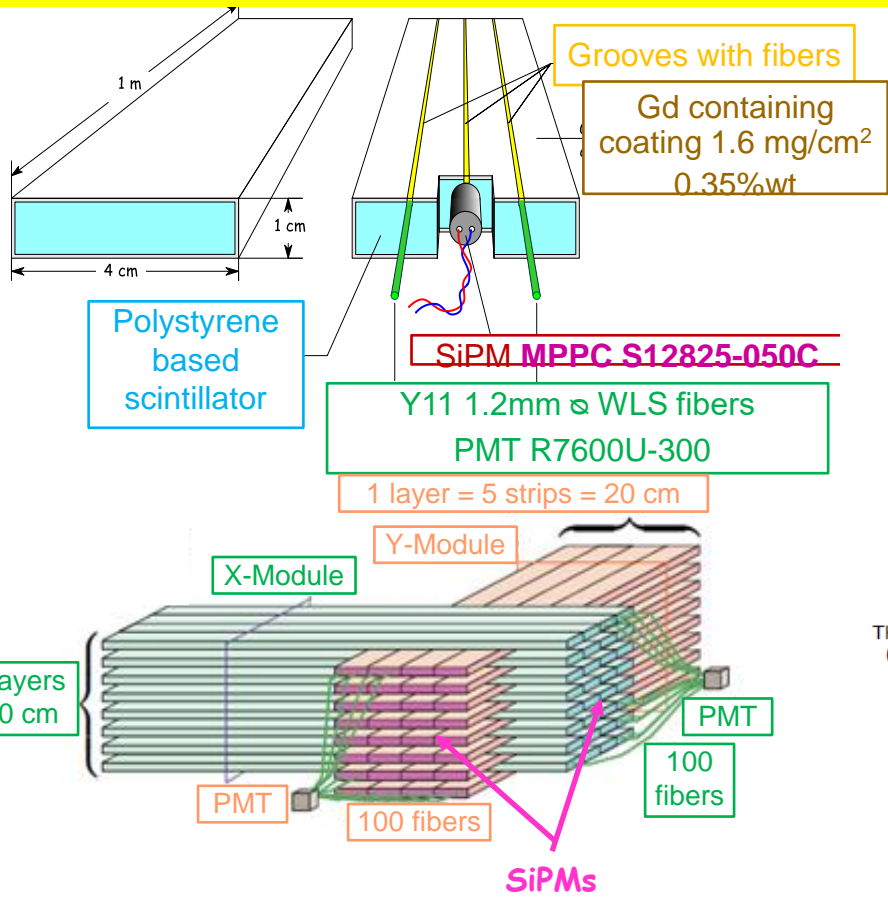 1 m
Grooves with fibers
Gd containing
coating 1.6 mg/cm²
0.35%wt
1 cm
4 cm
Polystyrene
based
scintillator
SiPM MPPC S12825-050C
Y11 1.2mm ⦰ WLS fibers
PMT R7600U-300
1 layer = 5 strips = 20 cm
Y-Module
X-Module
ayers
0 cm
PMT
100
fibers
PMT
100 fibers
SiPMs